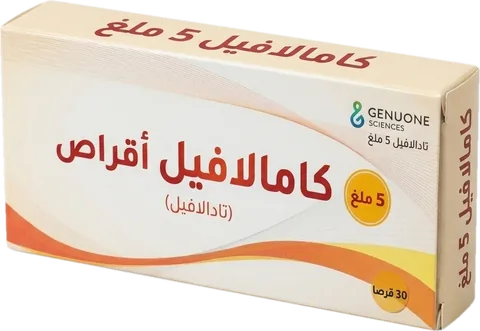 كامالافيل 5 ملغ
GENUONE
SCIENCES
تادالافيل 5 ملغ
كامالافيل أقراص
5 ملغ
(تادالافيل)
30 قرصا
كامالافيل 5 ملغ